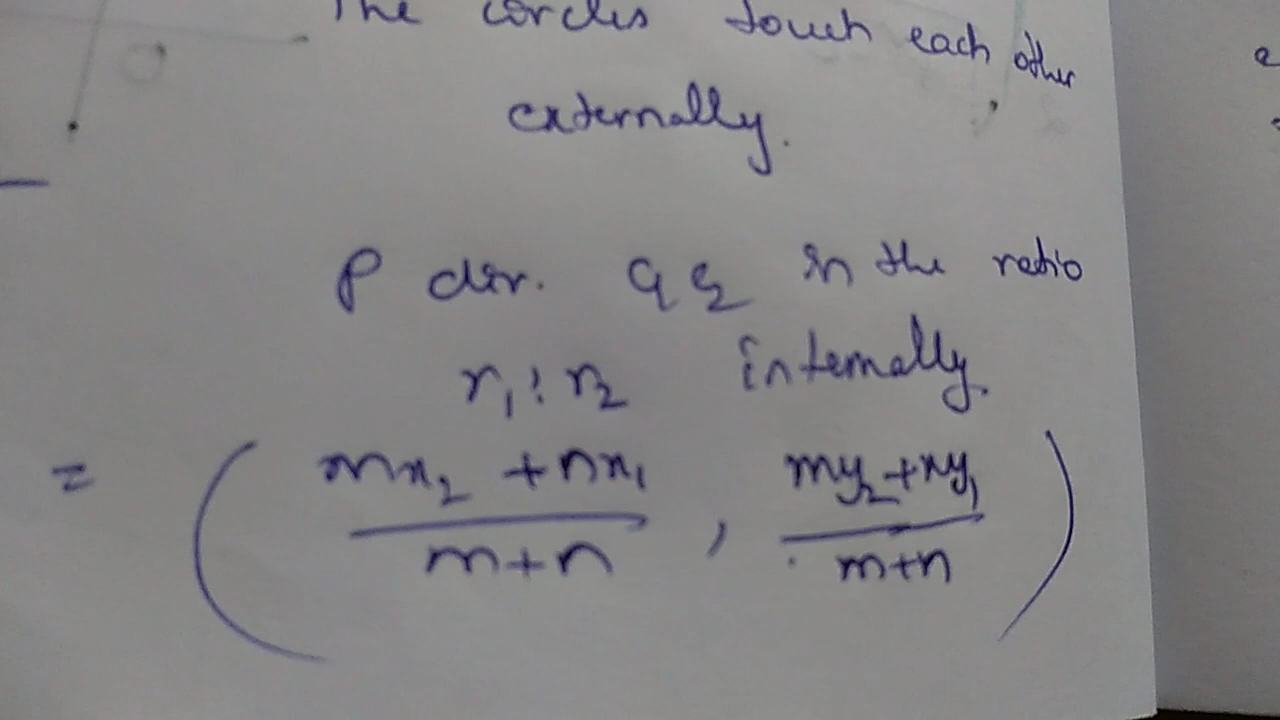 The circles touch each other
externally.
P div. C₁C₂ in the ratio
r₁ : r₂ internally.
= ( mx₂ + nx₁ / m+n , my₂+ny₁ / m+n )